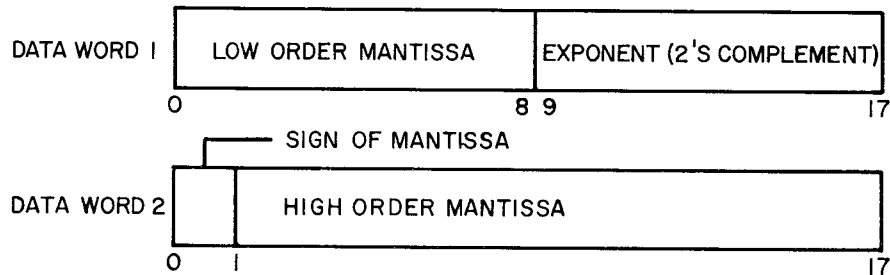 DATA WORD 1 LOW ORDER MANTISSA EXPONENT (2'S COMPLEMENT)
0 8 9 17
SIGN OF MANTISSA
DATA WORD 2 HIGH ORDER MANTISSA
0 1 17